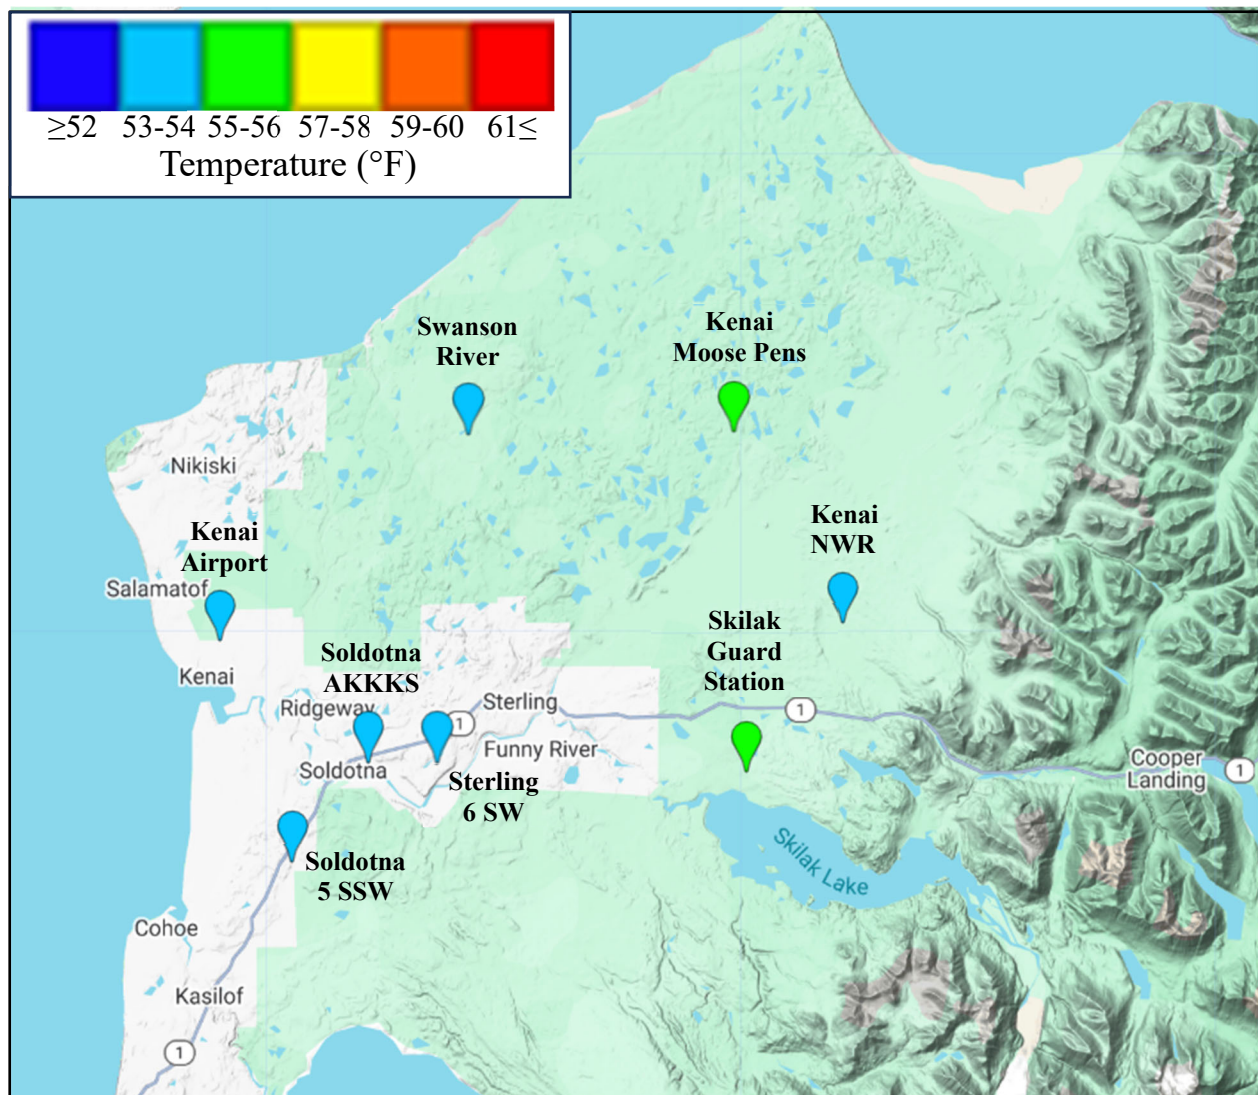 ≥52 53-54 55-56 57-58 59-60 61≤
Temperature (°F)
Swanson
River
Kenai
Moose Pens
Nikiski
Kenai
Airport
Kenai
NWR
Salamatof
Skilak
Guard
Station
Soldotna
AKKKS
Kenai
Ridgeway
Sterling
1
1
Funny River
Soldotna
Cooper
Landing
1
Sterling
6 SW
Soldotna
5 SSW
Skilak Lake
Cohoe
Kasilof
1